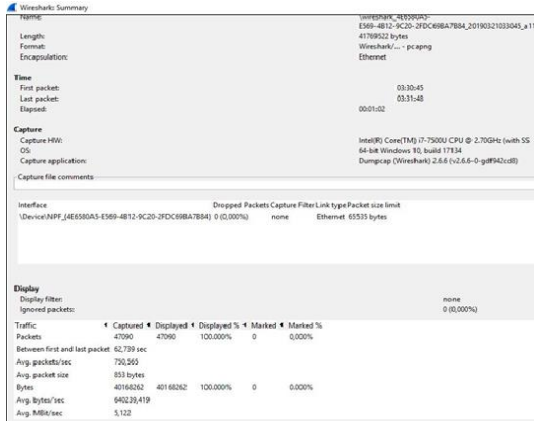 Wireshark: Summary
Name: \wireshark_4E6580A5-
E569-4B12-9C20-2FDC69BA7B84_20190321033045_a11
Length: 41769522 bytes
Format: Wireshark/... - pcapng
Encapsulation: Ethernet
Time
First packet: 03:30:45
Last packet: 03:31:48
Elapsed: 00:01:02
Capture
Capture HW: Intel(R) Core(TM) i7-7500U CPU @ 2.70GHz (with SS
OS: 64-bit Windows 10, build 17134
Capture application: Dumpcap (Wireshark) 2.6.6 (v2.6.6-0-gdf942cd8)
Capture file comments
Interface Dropped Packets Capture Filter Link type Packet size limit
\Device\NPF_{4E6580A5-E569-4B12-9C20-2FDC69BA7B84} 0 (0,000%) none Ethernet 65535 bytes
Display
Display filter: none
Ignored packets: 0 (0,000%)
Traffic Captured Displayed Displayed % Marked Marked %
Packets 47090 47090 100.000% 0 0,000%
Between first and last packet 62,739 sec
Avg. packets/sec 750,565
Avg. packet size 853 bytes
Bytes 40168262 40168262 100.000% 0 0.000%
Avg. bytes/sec 640239,419
Avg. MBit/sec 5,122